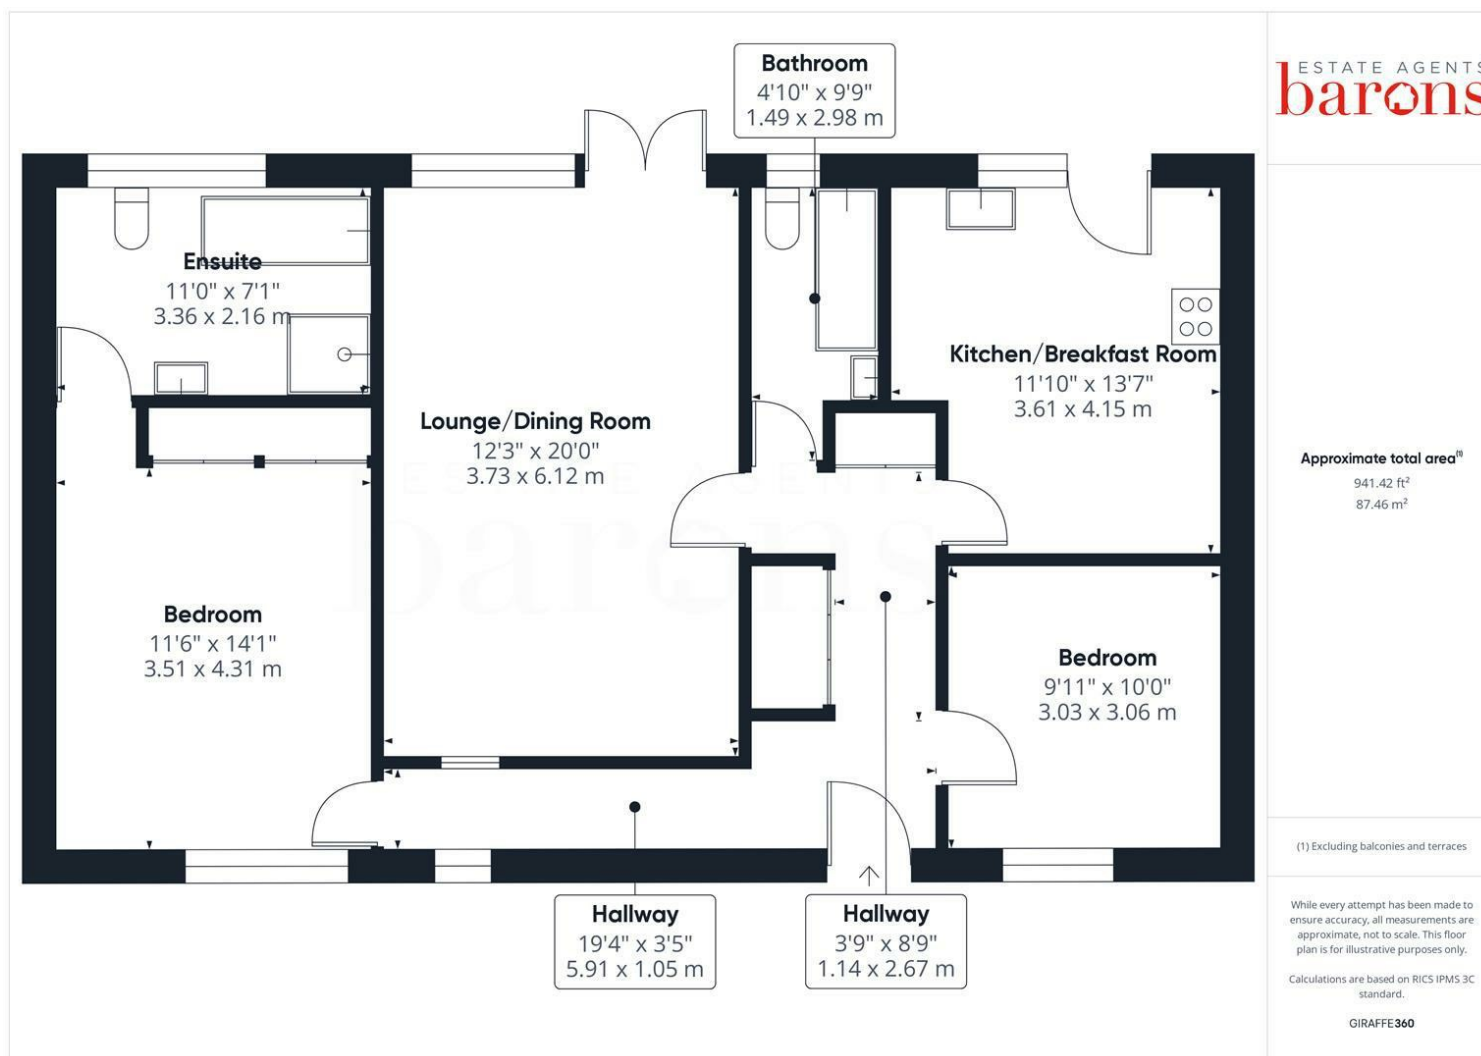 Bathroom
4'10" x 9'9"
1.49 x 2.98 m
Ensuite
11'0" x 7'1"
3.36 x 2.16 m
Lounge/Dining Room
12'3" x 20'0"
3.73 x 6.12 m
Kitchen/Breakfast Room
11'10" x 13'7"
3.61 x 4.15 m
ESTATE AGENTS
barons
Bedroom
11'6" x 14'1"
3.51 x 4.31 m
Bedroom
9'11" x 10'0"
3.03 x 3.06 m
Hallway
19'4" x 3'5"
5.91 x 1.05 m
Hallway
3'9" x 8'9"
1.14 x 2.67 m
ESTATE AGENTS
barons
Approximate total area(1)
941.42 ft²
87.46 m²
(1) Excluding balconies and terraces
While every attempt has been made to
ensure accuracy, all measurements are
approximate, not to scale. This floor
plan is for illustrative purposes only.
Calculations are based on RICS IPMS 3C
standard.
GIRAFFE360